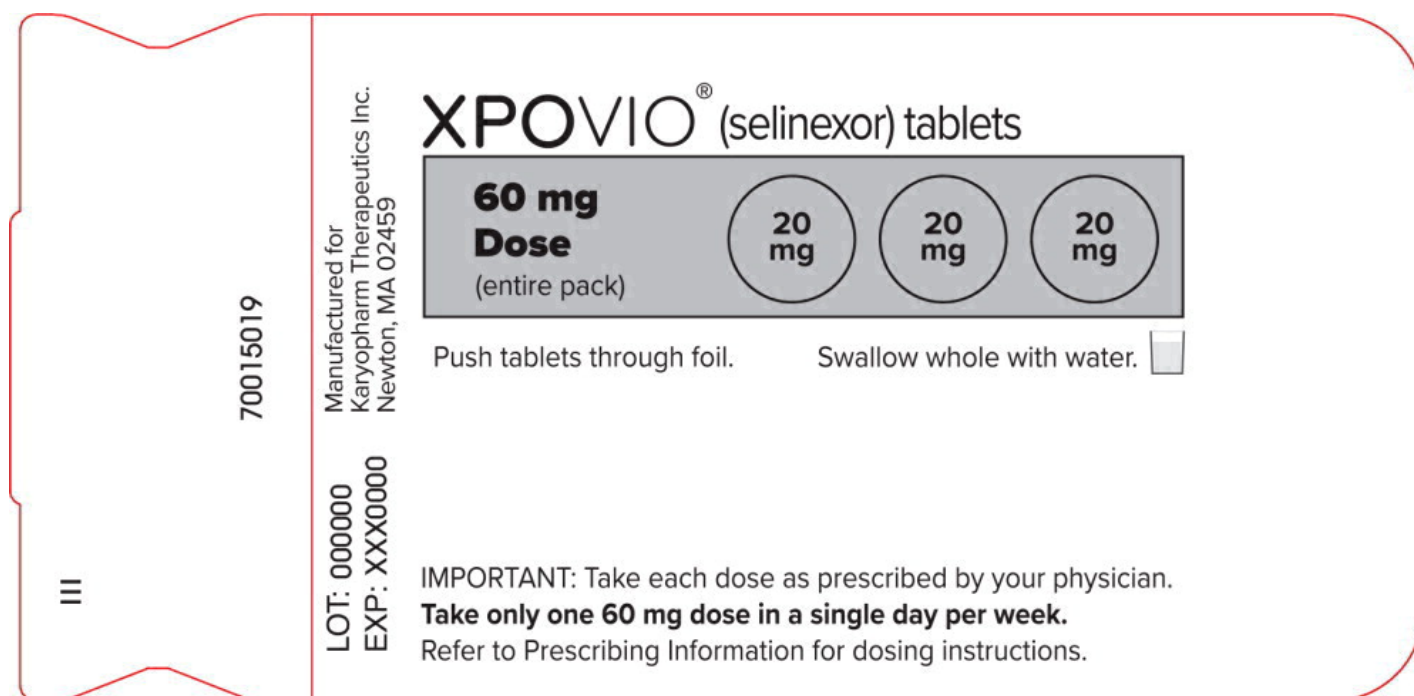 XPOVIO® (selinexor) tablets
60 mg
Dose
(entire pack)
20
mg
20
mg
20
mg
Push tablets through foil.
Swallow whole with water.
IMPORTANT: Take each dose as prescribed by your physician.
Take only one 60 mg dose in a single day per week.
Refer to Prescribing Information for dosing instructions.
Manufactured for
Karyopharm Therapeutics Inc.
Newton, MA 02459
LOT: 000000
EXP: XXX0000
70015019
III